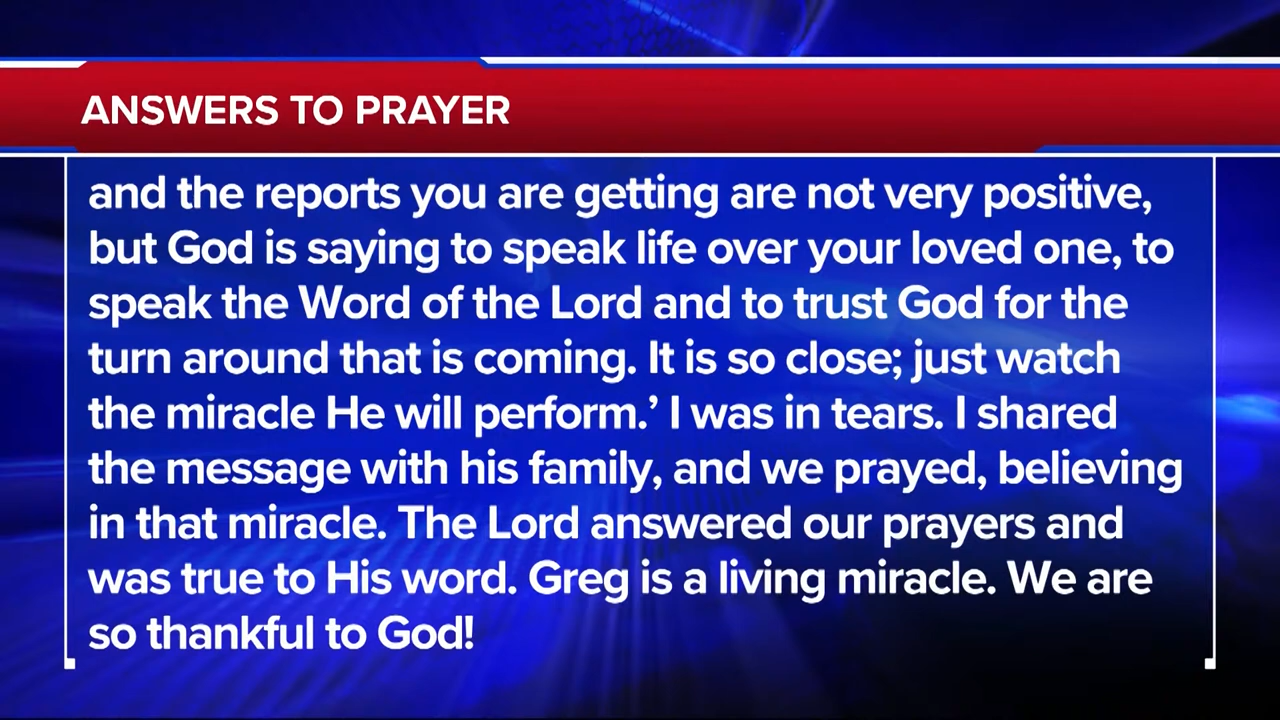 ANSWERS TO PRAYER
and the reports you are getting are not very positive,
but God is saying to speak life over your loved one, to
speak the Word of the Lord and to trust God for the
turn around that is coming. It is so close; just watch
the miracle He will perform.’ I was in tears. I shared
the message with his family, and we prayed, believing
in that miracle. The Lord answered our prayers and
was true to His word. Greg is a living miracle. We are
so thankful to God!